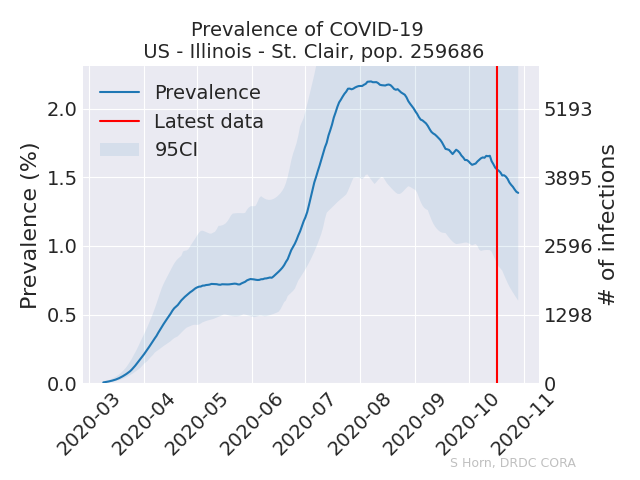 Prevalence of COVID-19
US - Illinois - St. Clair, pop. 259686
Prevalence
Latest data
95CI
Prevalence (%)
2.0
1.5
1.0
0.5
0.0
5193
3895
2596
1298
0
# of infections
2020-03
2020-04
2020-05
2020-06
2020-07
2020-08
2020-09
2020-10
2020-11
S Horn, DRDC CORA